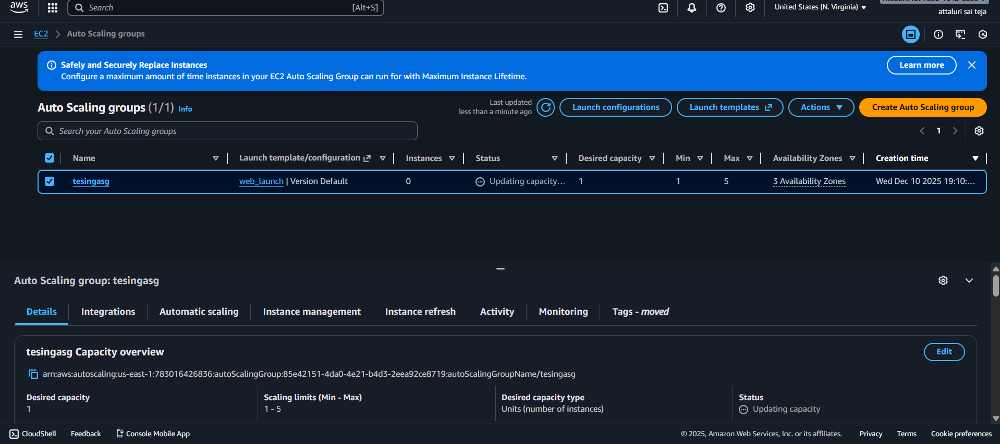 aws
Search [Alt+S]
United States (N. Virginia)
attaluri sai teja
EC2 Auto Scaling groups
Safely and Securely Replace Instances
Configure a maximum amount of time instances in your EC2 Auto Scaling Group can run for with Maximum Instance Lifetime.
Learn more
Auto Scaling groups (1/1) Info
Last updated
less than a minute ago
Launch configurations
Launch templates
Actions
Create Auto Scaling group
Search your Auto Scaling groups
1
Name Launch template/configuration Instances Status Desired capacity Min Max Availability Zones Creation time
tesingasg web_launch | Version Default 0 Updating capacity... 1 1 5 3 Availability Zones Wed Dec 10 2025 19:10:...
Auto Scaling group: tesingasg
Details Integrations Automatic scaling Instance management Instance refresh Activity Monitoring Tags - moved
tesingasg Capacity overview
Edit
arn:aws:autoscaling:us-east-1:783016426836:autoScalingGroup:85e42151-4da0-4e21-b4d3-2eea92ce8719:autoScalingGroupName/tesingasg
Desired capacity Scaling limits (Min - Max) Desired capacity type Status
1 1 - 5 Units (number of instances) Updating capacity
CloudShell Feedback Console Mobile App © 2025, Amazon Web Services, Inc. or its affiliates. Privacy Terms Cookie preferences